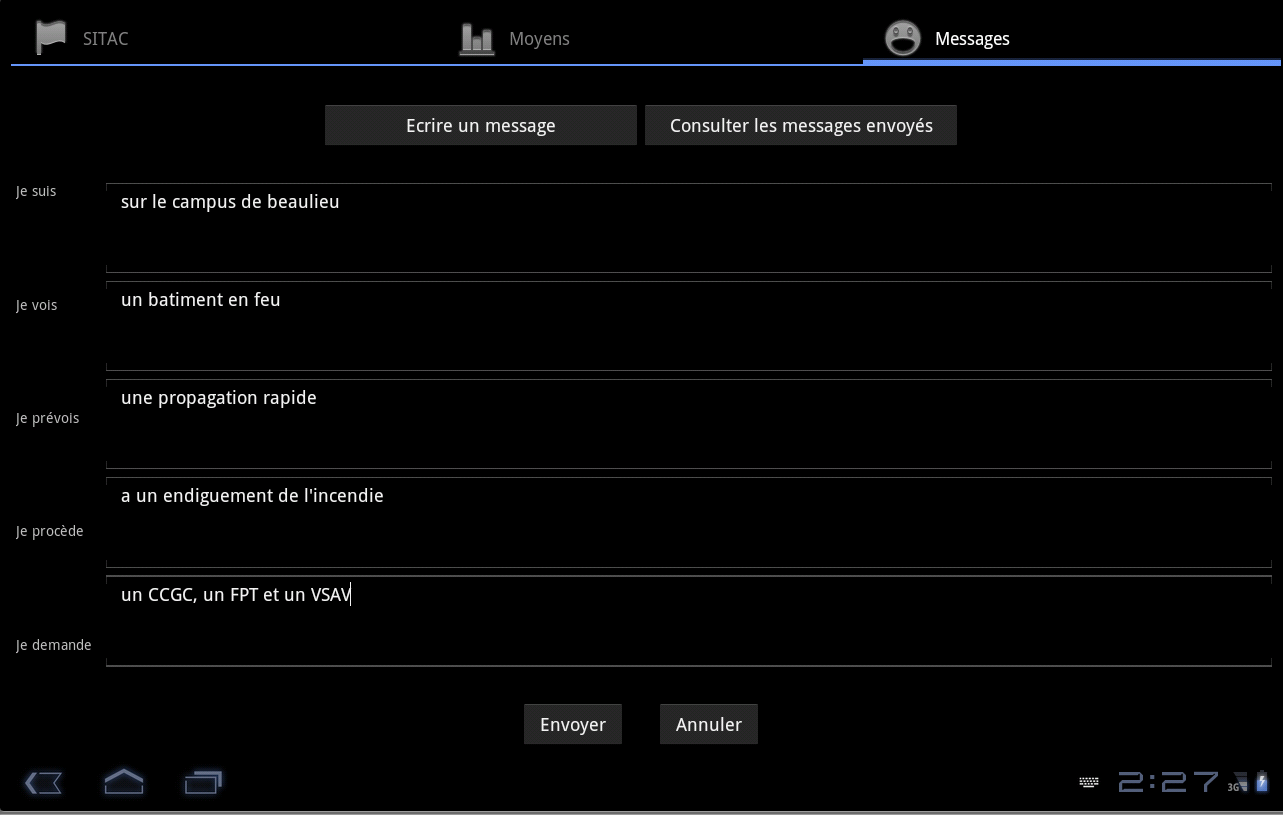 SITAC
Moyens
Messages
Ecrire un message
Consulter les messages envoyés
Je suis
sur le campus de beaulieu
Je vois
un batiment en feu
Je prévois
une propagation rapide
Je procède
a un endiguement de l'incendie
Je demande
un CCGC, un FPT et un VSAV
Envoyer
Annuler
2:27
3G